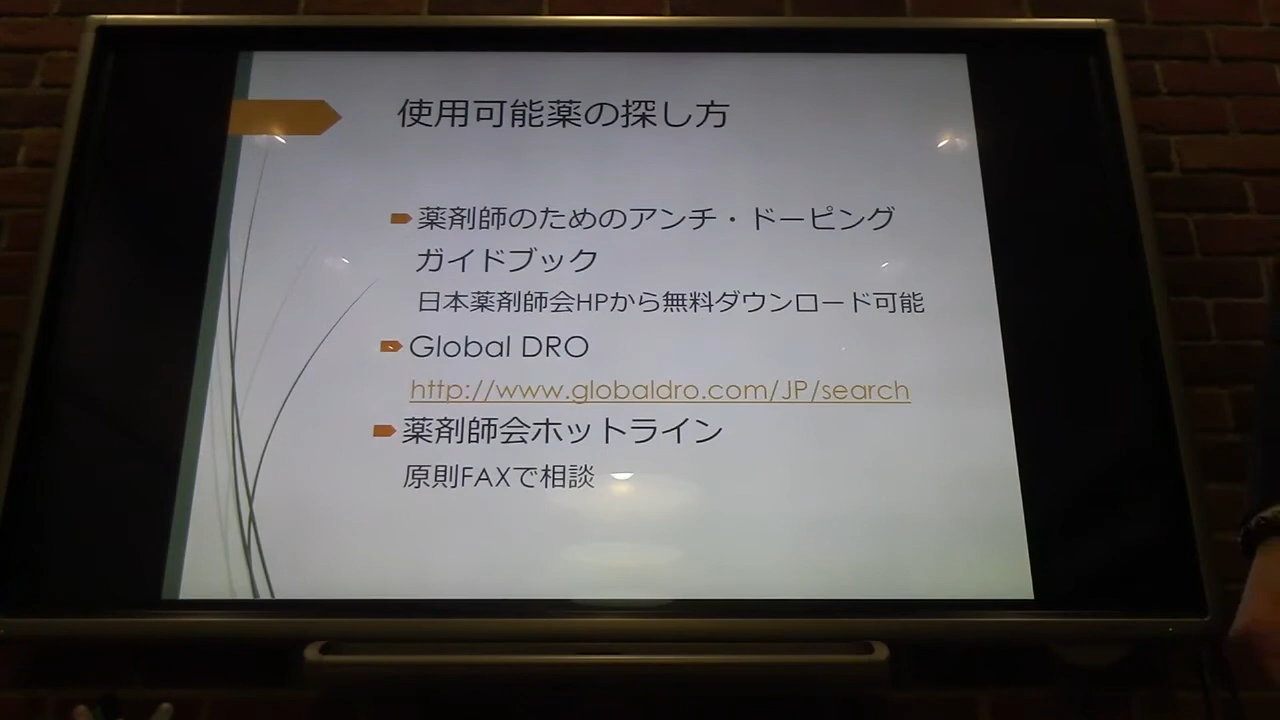 使用可能薬の探し方
薬剤師のためのアンチ・ドーピング
ガイドブック
日本薬剤師会HPから無料ダウンロード可能
Global DRO
http://www.globaldro.com/JP/search
薬剤師会ホットライン
原則FAXで相談